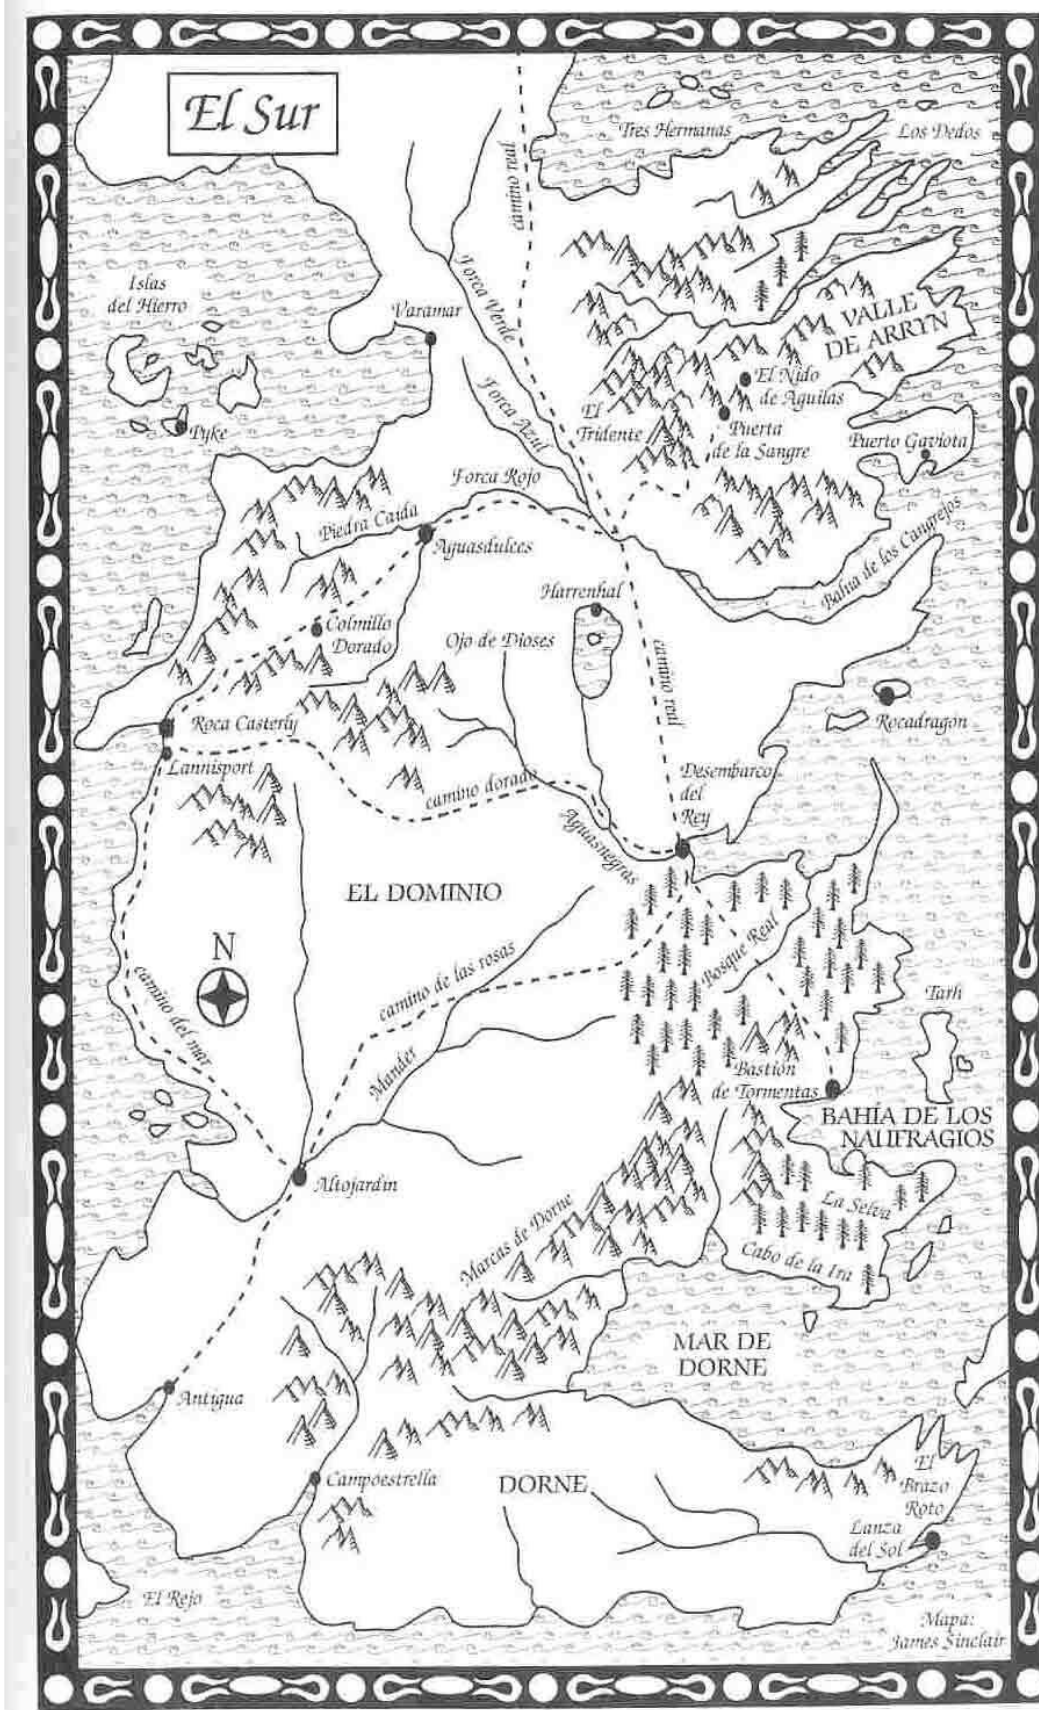 El Sur
camino real
Tres Hermanas
Los Dedos
Islas
del Hierro
Varamar
Forca Verde
VALLE
DE ARRYN
El Nido
de Aguilas
Pyke
Forca Azul
El
Tridente
Puerta
de la Sangre
Puerto Gaviota
Forca Rojo
Piedra Caida
Aguasdulces
Bahia de los Cangrejos
Harrenhal
Colmillo
Dorado
Ojo de Dioses
camino real
Roca Casterly
Rocadragón
Lannisport
camino dorado
Desembarco
del
Rey
Aguasnegras
EL DOMINIO
N
Bosque Real
camino de las rosas
camino del mar
Tarh
Mander
Bastión
de Tormentas
BAHÍA DE LOS
NAUFRAGIOS
Altojardín
La Selva
Marcas de Dorne
Cabo de la Ira
MAR DE
DORNE
Antigua
Campoestrella
DORNE
El
Brazo
Roto
Lanza
del Sol
El Rejo
Mapa:
James Sinclair